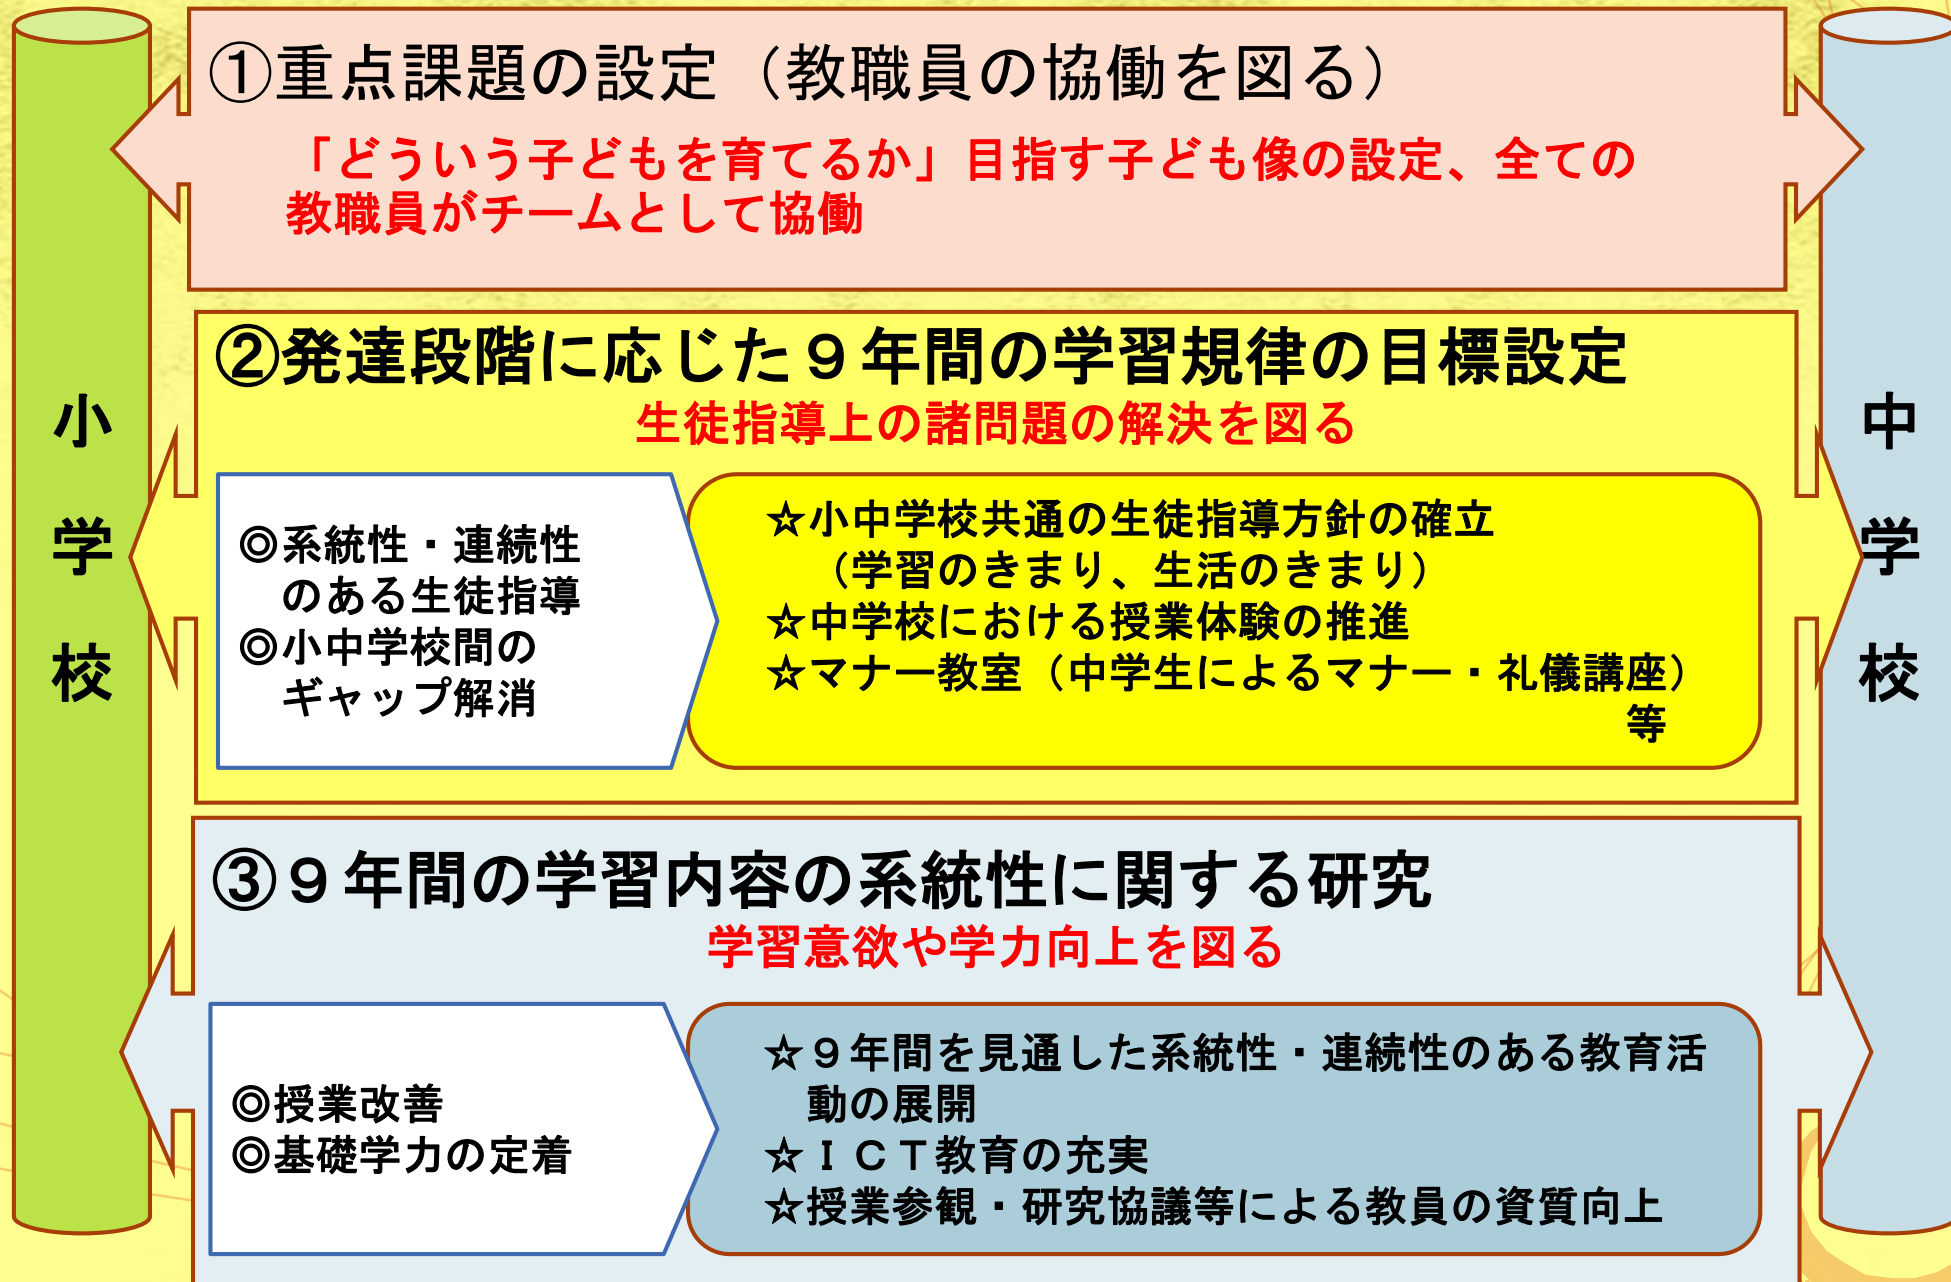 ①重点課題の設定（教職員の協働を図る）
「どういう子どもを育てるか」目指す子ども像の設定、全ての
教職員がチームとして協働
小学校
中学校
②発達段階に応じた９年間の学習規律の目標設定
生徒指導上の諸問題の解決を図る
◎系統性・連続性
のある生徒指導
◎小中学校間の
ギャップ解消
☆小中学校共通の生徒指導方針の確立
（学習のきまり、生活のきまり）
☆中学校における授業体験の推進
☆マナー教室（中学生によるマナー・礼儀講座）
等
③９年間の学習内容の系統性に関する研究
学習意欲や学力向上を図る
◎授業改善
◎基礎学力の定着
☆９年間を見通した系統性・連続性のある教育活
動の展開
☆ＩＣＴ教育の充実
☆授業参観・研究協議等による教員の資質向上